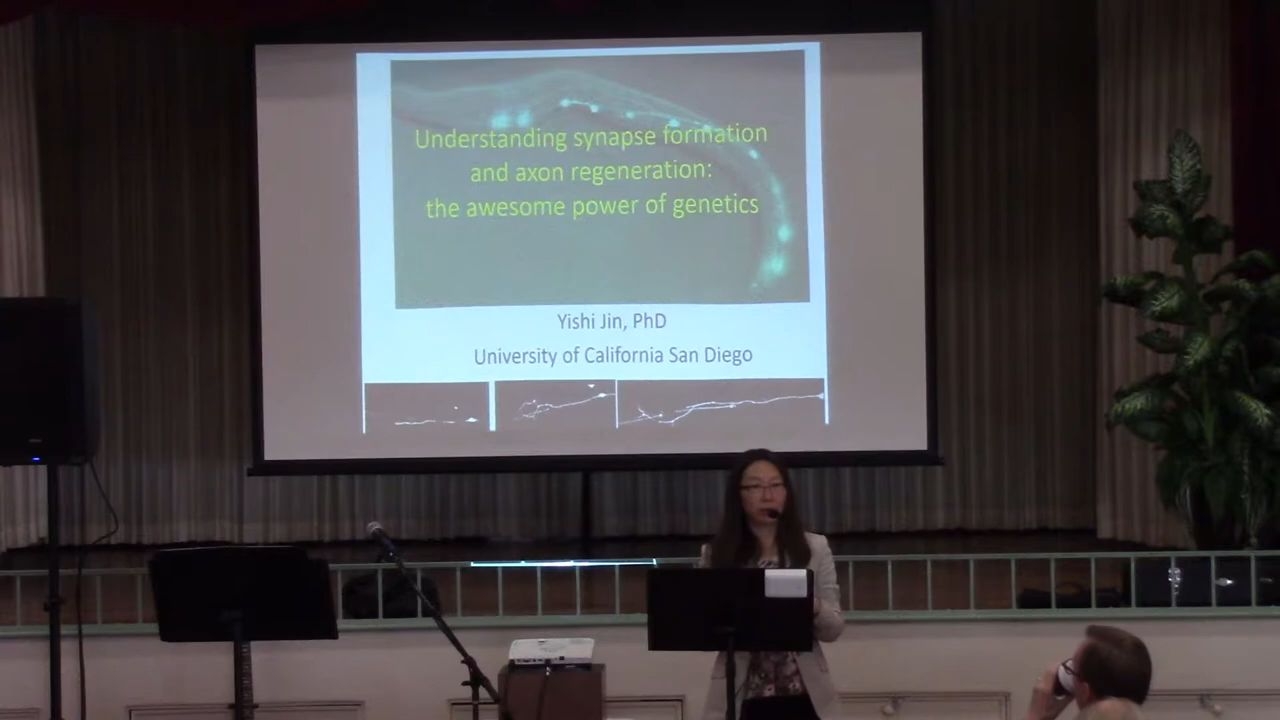 Understanding synapse formation
and axon regeneration:
the awesome power of genetics
Yishi Jin, PhD
University of California San Diego